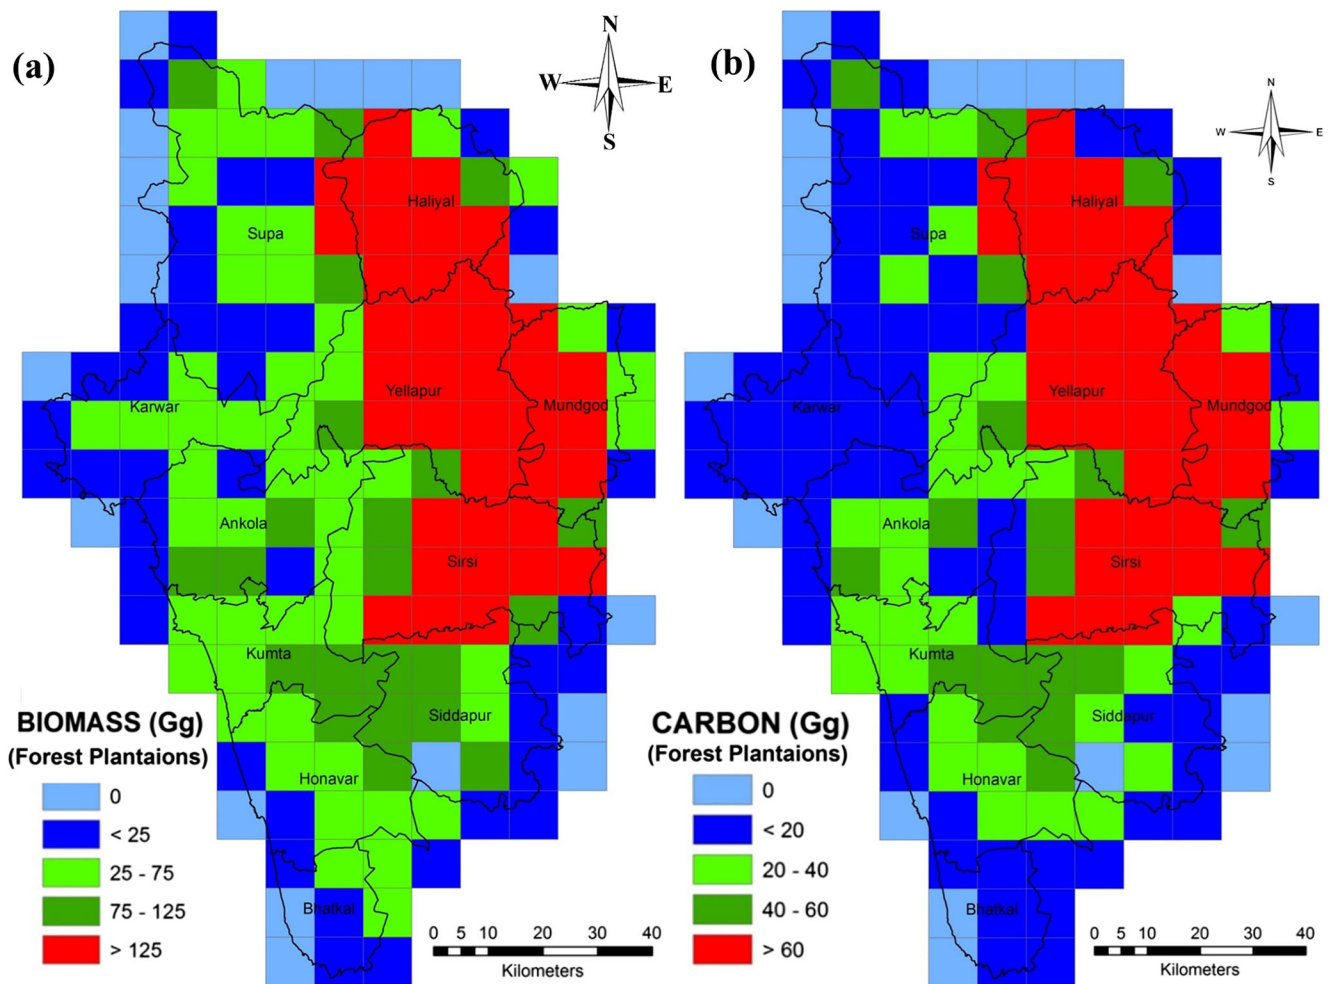 (a)
N
W E
S
Haliyal
Supa
Yellapur
Karwar
Mundgod
Ankola
Sirsi
Kumta
Siddapur
Honavar
Bhatkal
BIOMASS (Gg)
(Forest Plantaions)
0
< 25
25 - 75
75 - 125
> 125
0 5 10 20 30 40
Kilometers
(b)
N
W E
S
Haliyal
Supa
Yellapur
Karwar
Mundgod
Ankola
Sirsi
Kumta
Siddapur
Honavar
Bhatkal
CARBON (Gg)
(Forest Plantaions)
0
< 20
20 - 40
40 - 60
> 60
0 5 10 20 30 40
Kilometers